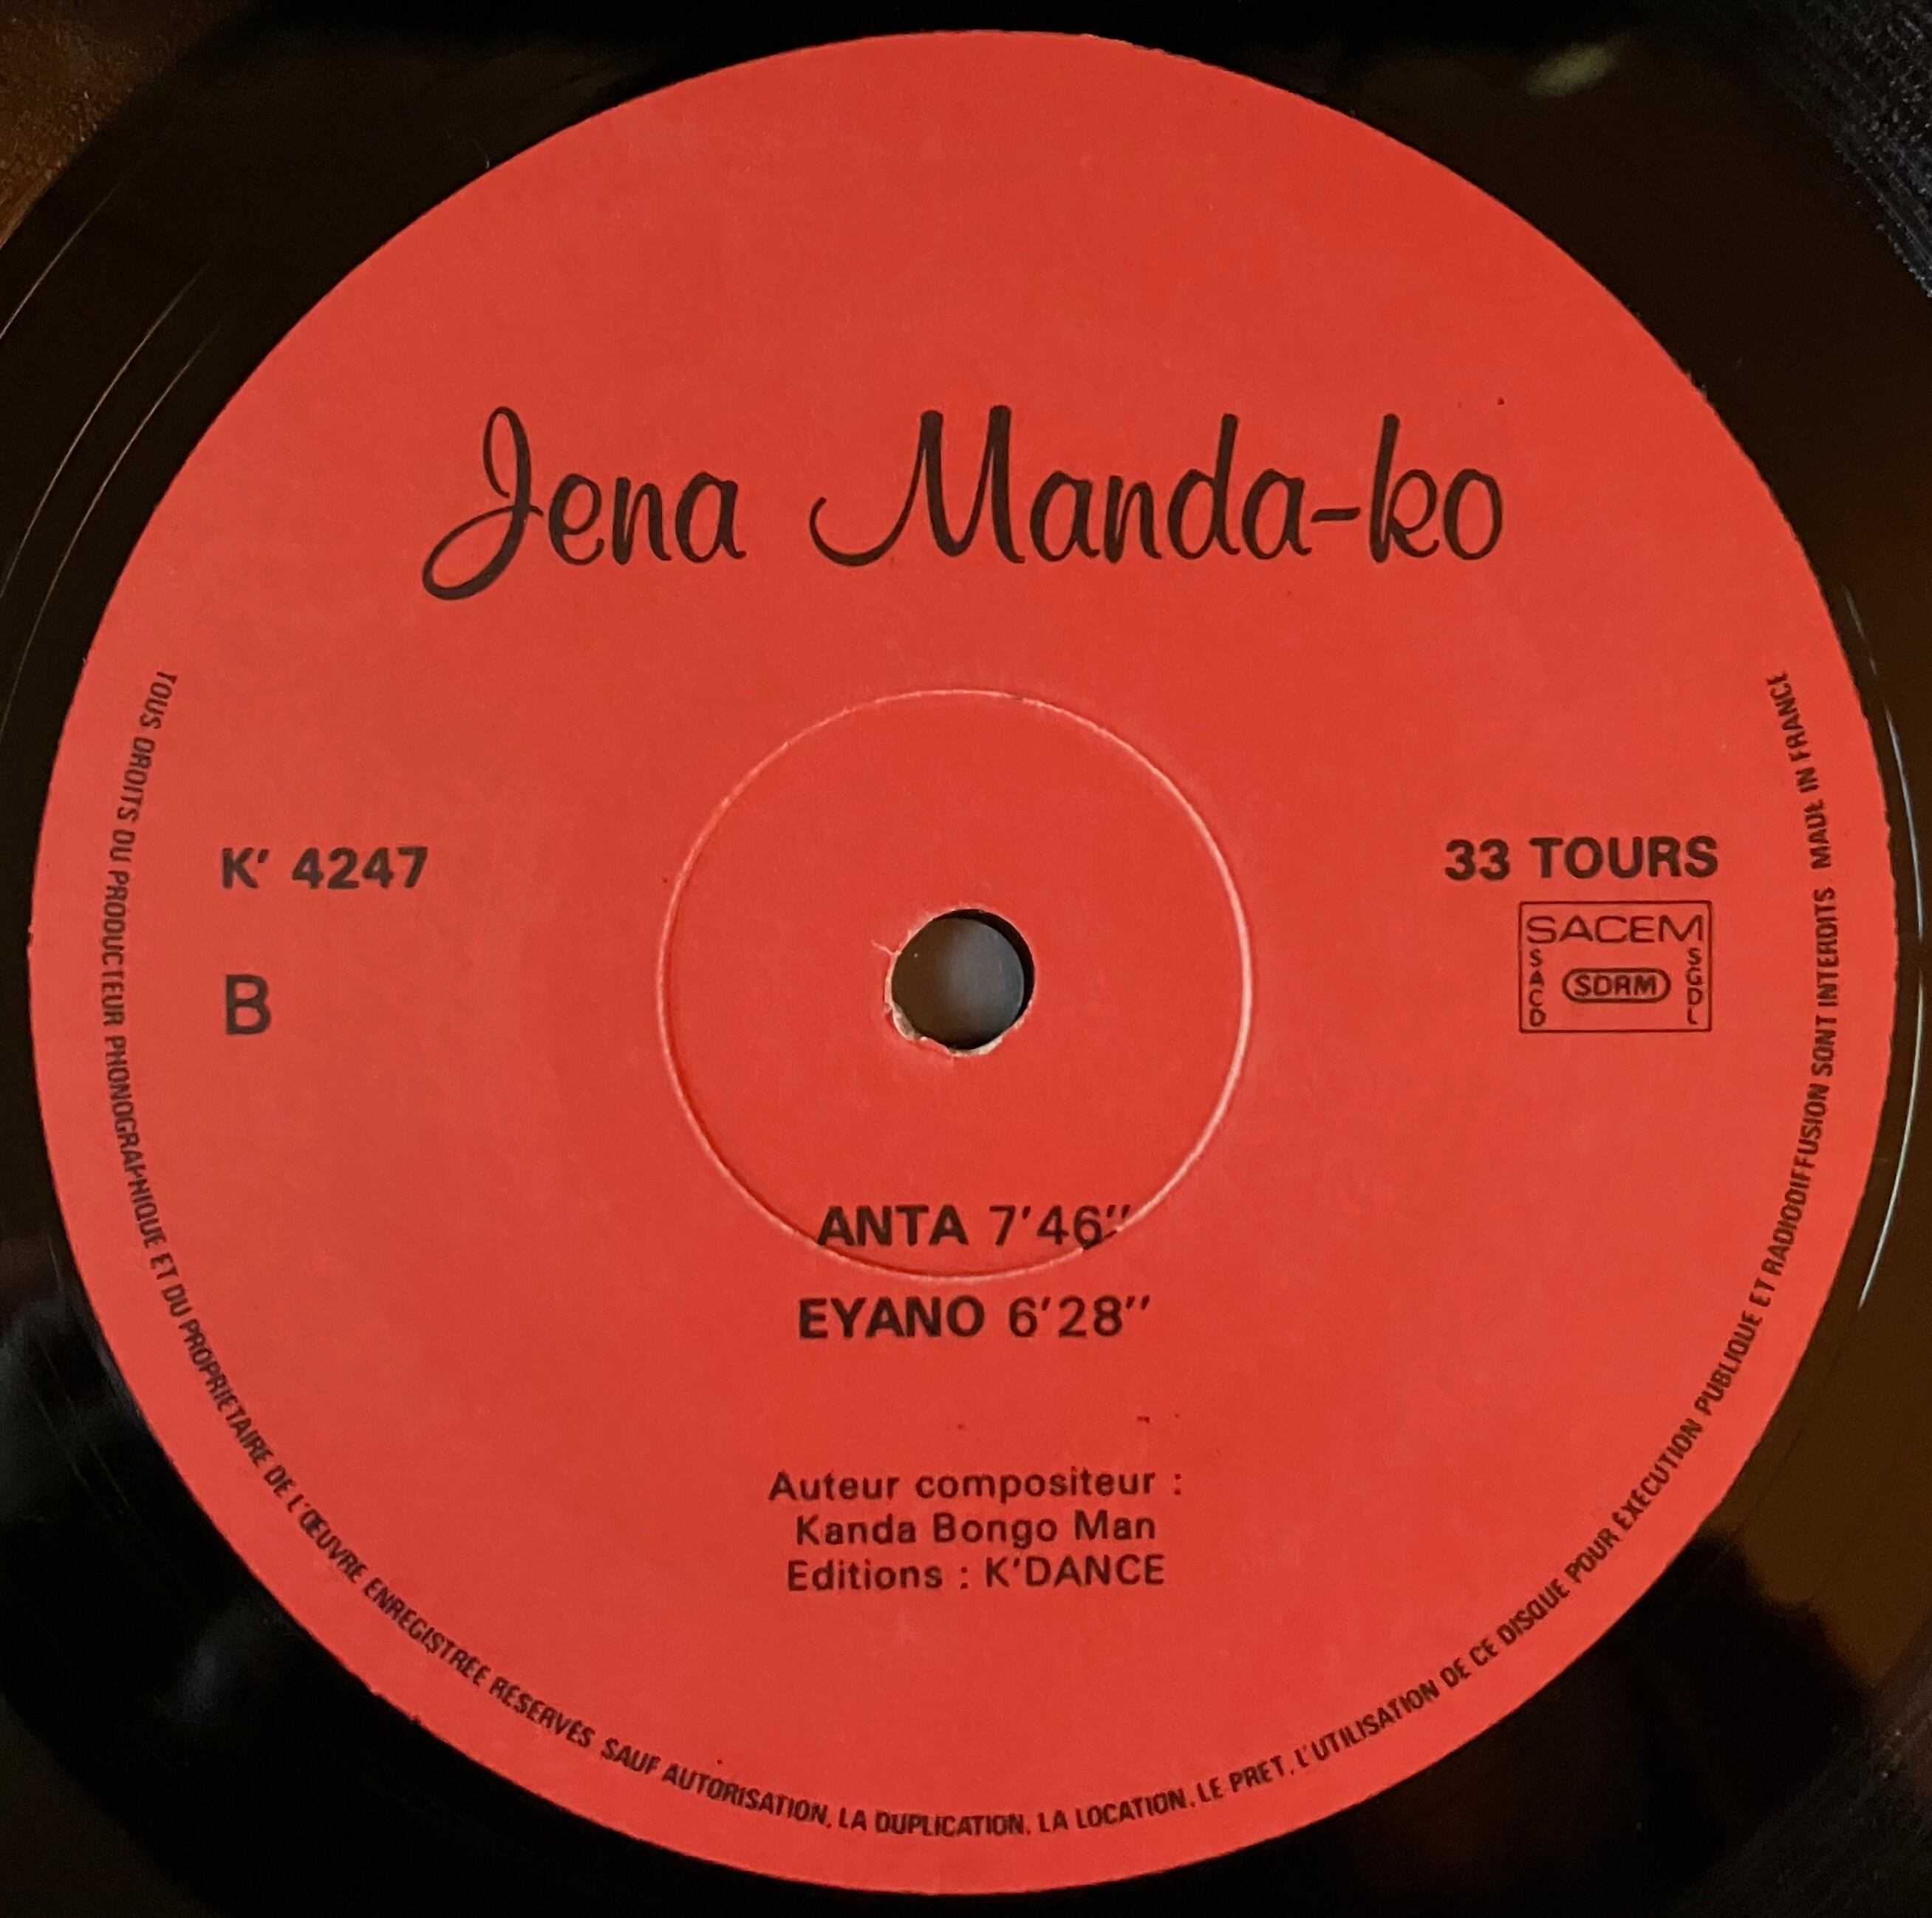 Jena Manda-ko
K' 4247
B
33 TOURS
SACEM
SACD
SDRM
SGDL
ANTA 7'46"
EYANO 6'28"
Auteur compositeur :
Kanda Bongo Man
Editions : K'DANCE
TOUS DROITS DU PRODUCTEUR PHONOGRAPHIQUE ET DU PROPRIETAIRE DE L'ŒUVRE ENREGISTRÉE RÉSERVÉS SAUF AUTORISATION, LA DUPLICATION, LA LOCATION, LE PRET, L'UTILISATION DE CE DISQUE POUR ÉXECUTION PUBLIQUE ET RADIODIFFUSION SONT INTERDITS MADE IN FRANCE